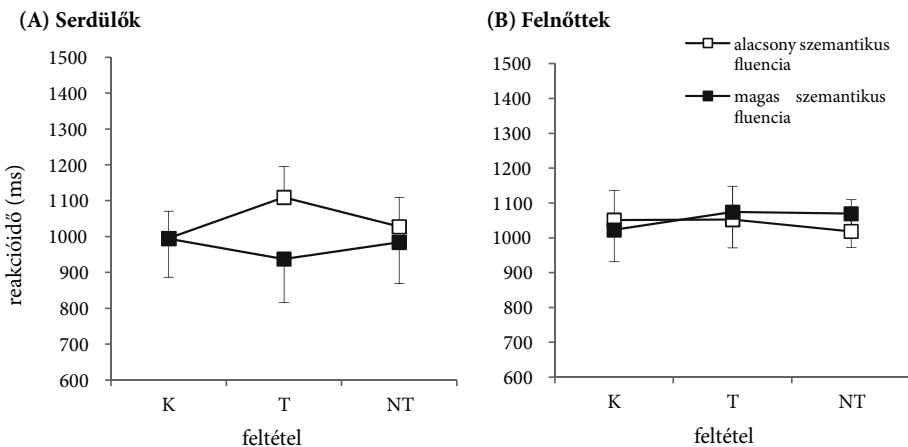 (A) Serdülők
1500
1400
1300
1200
1100
1000
900
800
700
600
reakcióidő (ms)
K T NT
feltétel
(B) Felnőttek
alacsony szemantikus
fluencia
magas szemantikus
fluencia
1500
1400
1300
1200
1100
1000
900
800
700
600
K T NT
feltétel